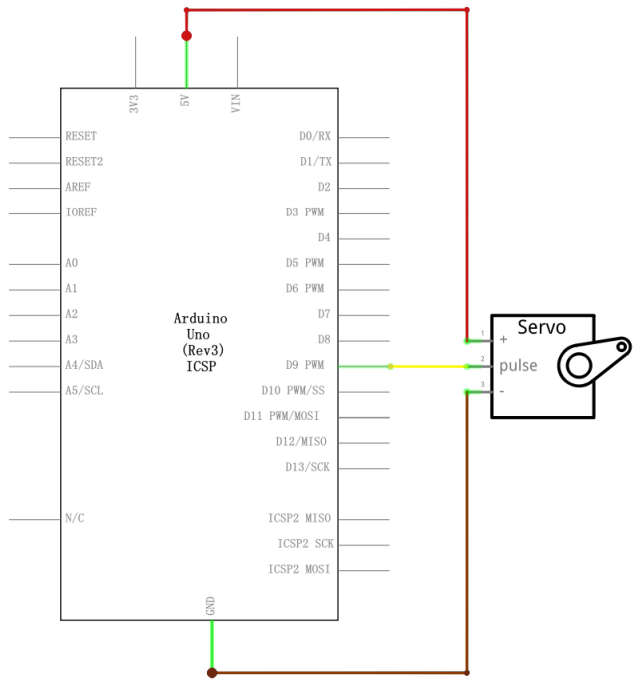 3V3
5V
VIN
RESET
RESET2
AREF
IOREF
A0
A1
A2
A3
A4/SDA
A5/SCL
N/C
Arduino
Uno
(Rev3)
ICSP
D0/RX
D1/TX
D2
D3 PWM
D4
D5 PWM
D6 PWM
D7
D8
D9 PWM
D10 PWM/SS
D11 PWM/MOSI
D12/MISO
D13/SCK
ICSP2 MISO
ICSP2 SCK
ICSP2 MOSI
GND
Servo
1 +
2 pulse
3 -